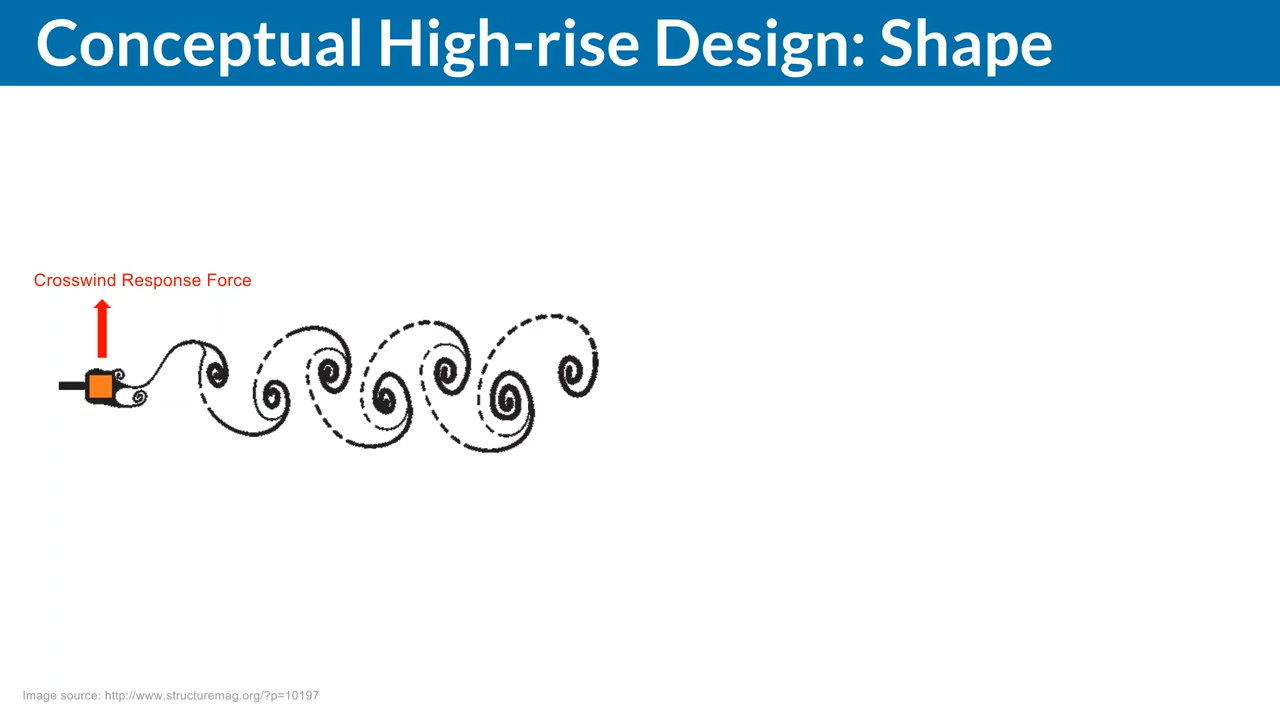 Conceptual High-rise Design: Shape
Crosswind Response Force
Image source: http://www.structuremag.org/?p=10197